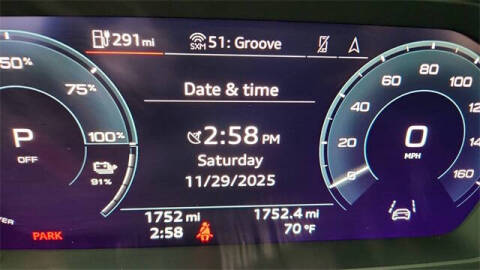 291 mi
SXM 51: Groove
Date & time
2:58 PM
Saturday
11/29/2025
50%
75%
100%
P
OFF
91%
PARK
1752 mi
2:58
1752.4 mi
70 °F
0
MPH
0
20
40
60
80
100
120
140
160